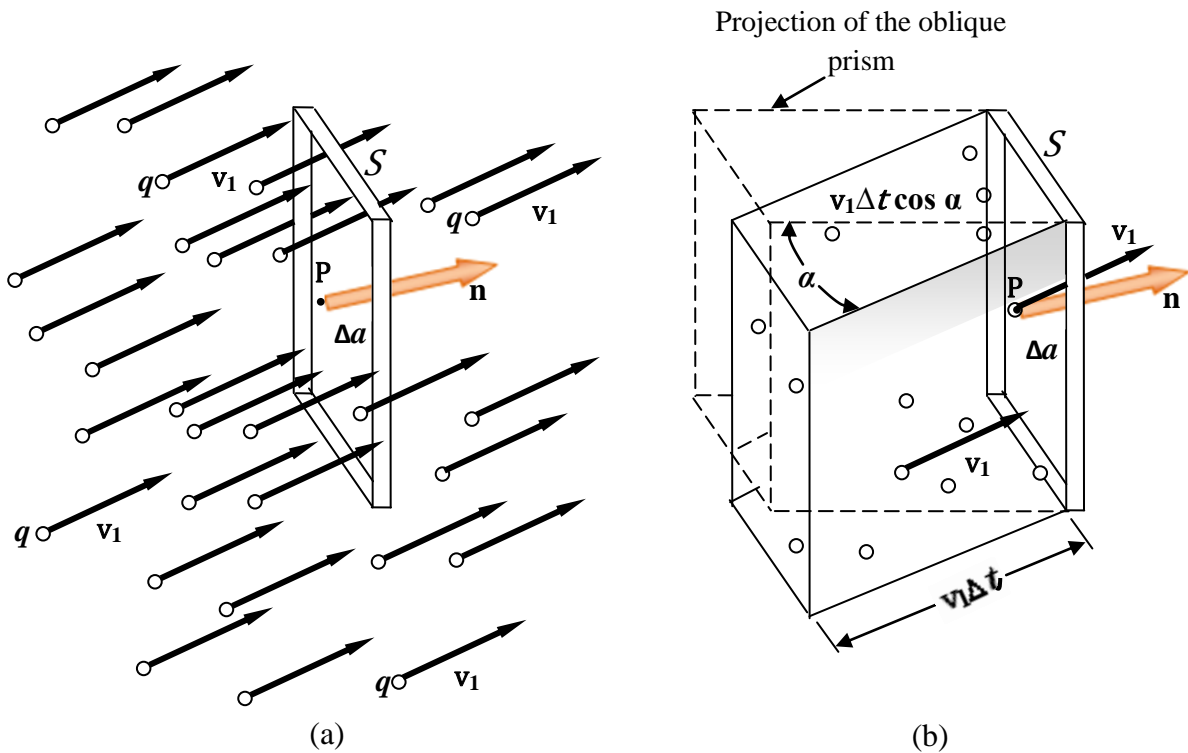 Projection of the oblique
prism
S
q
v₁
q
v₁
P
n
Δa
q
v₁
q
v₁
(a)
S
v₁Δt cos α
v₁
α
P
n
Δa
v₁
v₁Δt
(b)